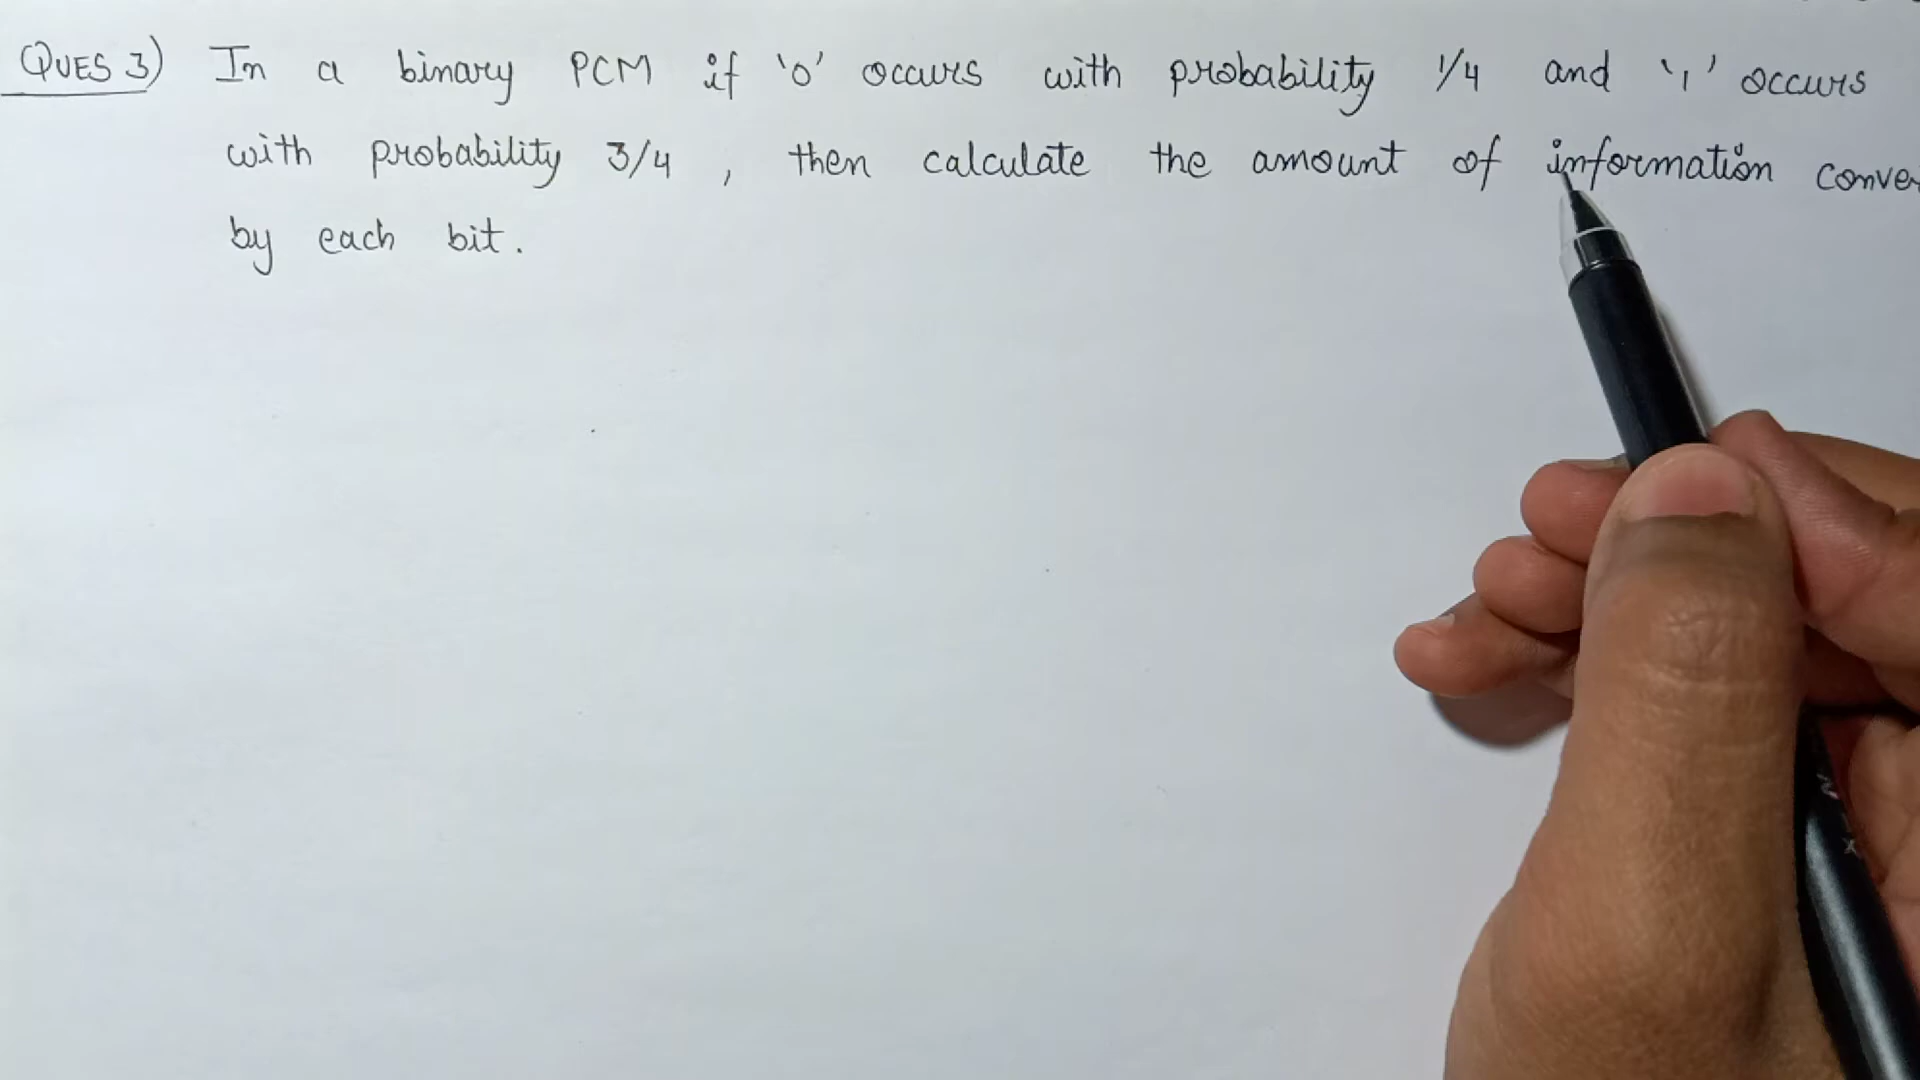 QUES 3) In a binary PCM if '0' occurs with probability 1/4 and '1' occurs
with probability 3/4 , then calculate the amount of information
by each bit.